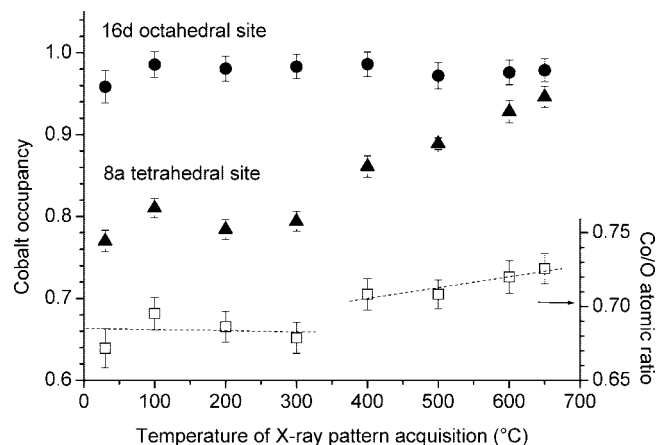 16d octahedral site
8a tetrahedral site
Cobalt occupancy
1.0
0.9
0.8
0.7
0.6
0.75
0.70
0.65
Co/O atomic
ratio
0 100 200 300 400 500 600 700
Temperature of X-ray pattern acquisition (°C)